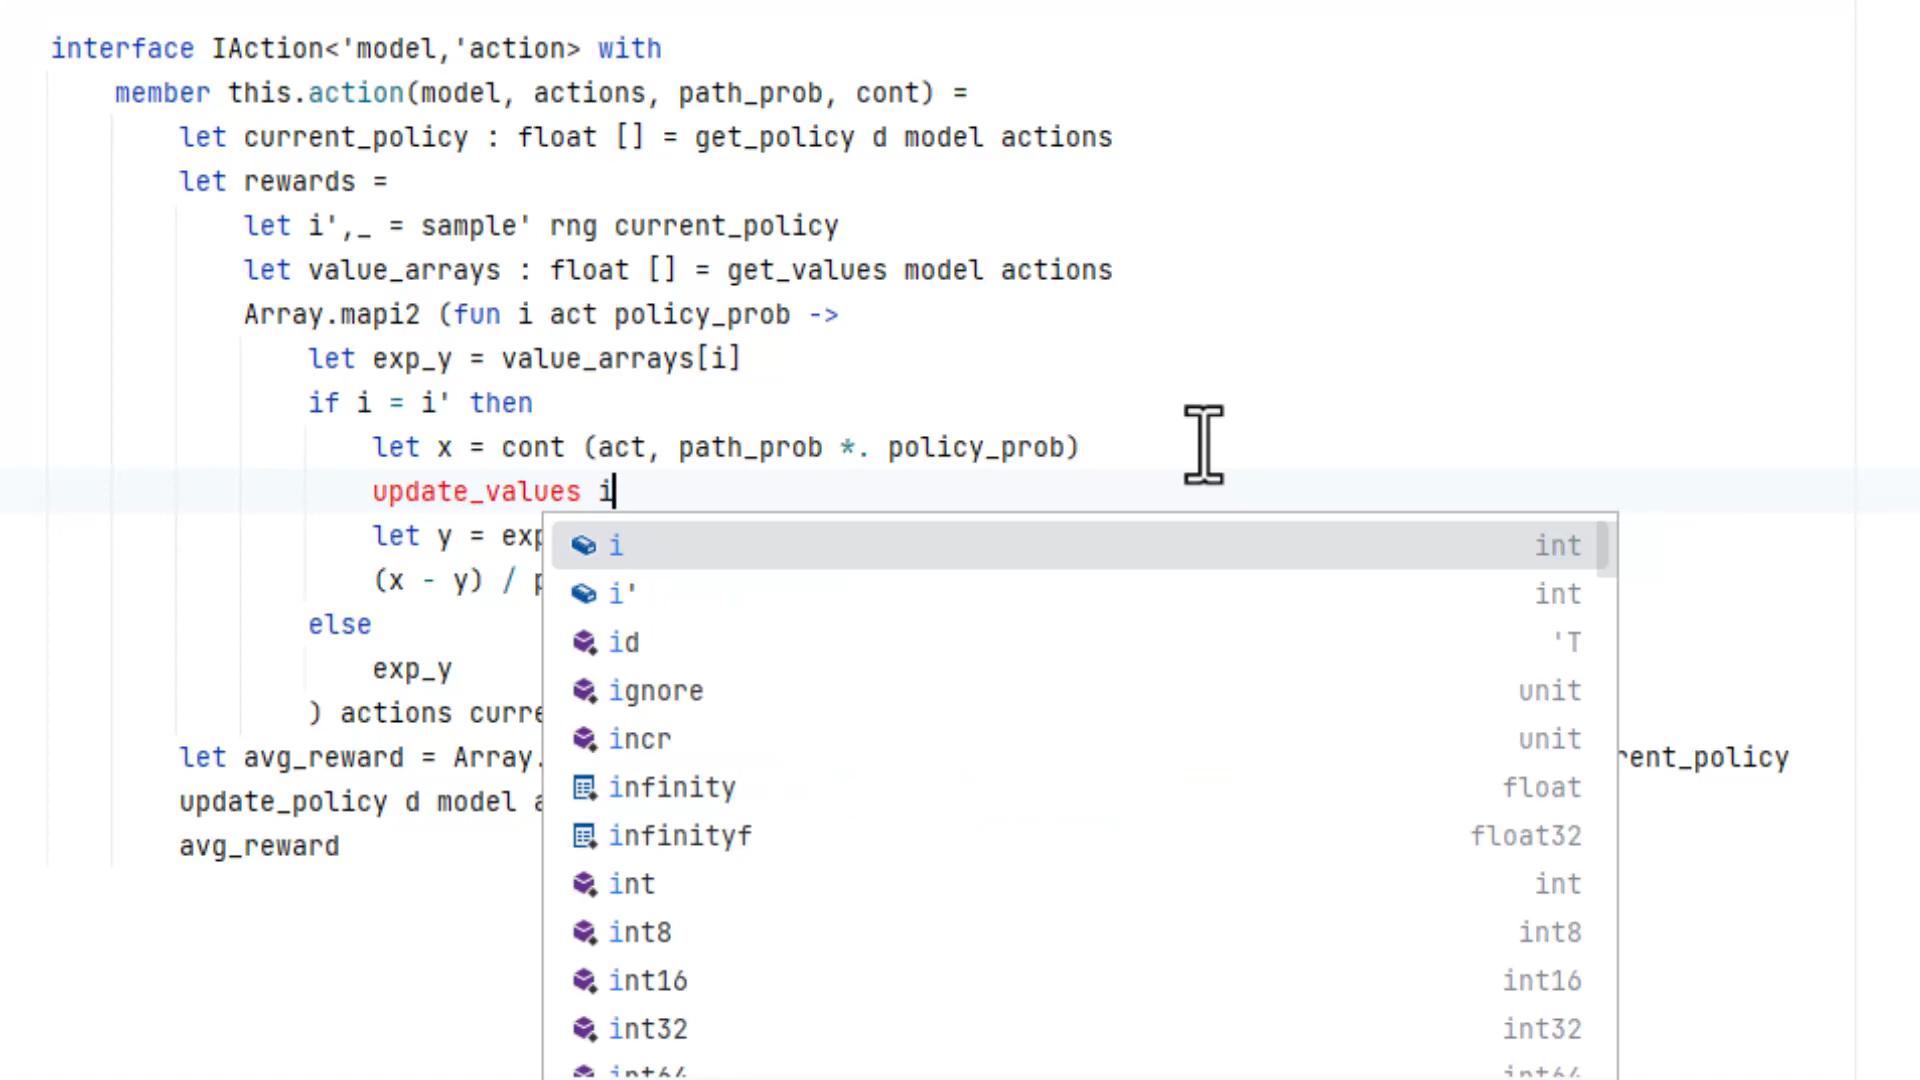 interface IAction<'model,'action> with
member this.action(model, actions, path_prob, cont) =
let current_policy : float [] = get_policy d model actions
let rewards =
let i',_ = sample' rng current_policy
let value_arrays : float [] = get_values model actions
Array.mapi2 (fun i act policy_prob ->
let exp_y = value_arrays[i]
if i = i' then
let x = cont (act, path_prob *. policy_prob)
update_values i
let y = exp
(x - y) / p
else
exp_y
) actions curre
let avg_reward = Array. rent_policy
update_policy d model a
avg_reward
i int
i' int
id 'T
ignore unit
incr unit
infinity float
infinityf float32
int int
int8 int8
int16 int16
int32 int32
int64 int64